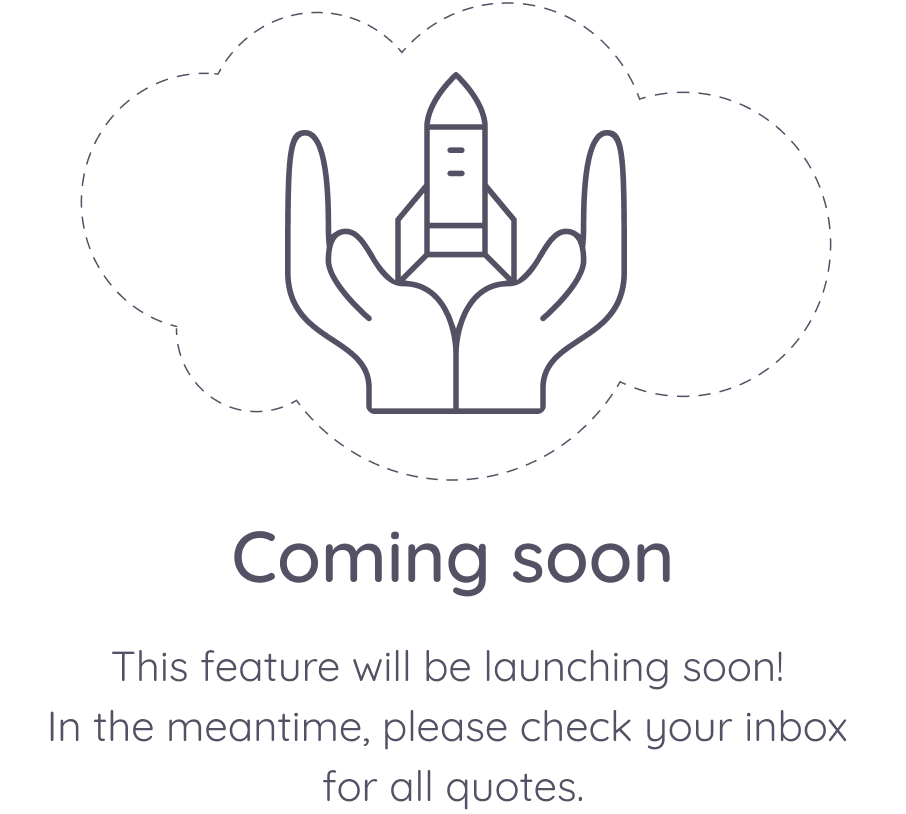 Coming soon
This feature will be launching soon!
In the meantime, please check your inbox
for all quotes.